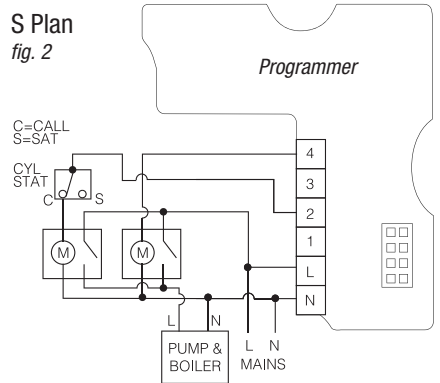 S Plan
fig. 2
Programmer
C=CALL
S=SAT
CYL
STAT
C S
M M
4
3
2
1
L
N
L N
PUMP &
BOILER
L N
MAINS